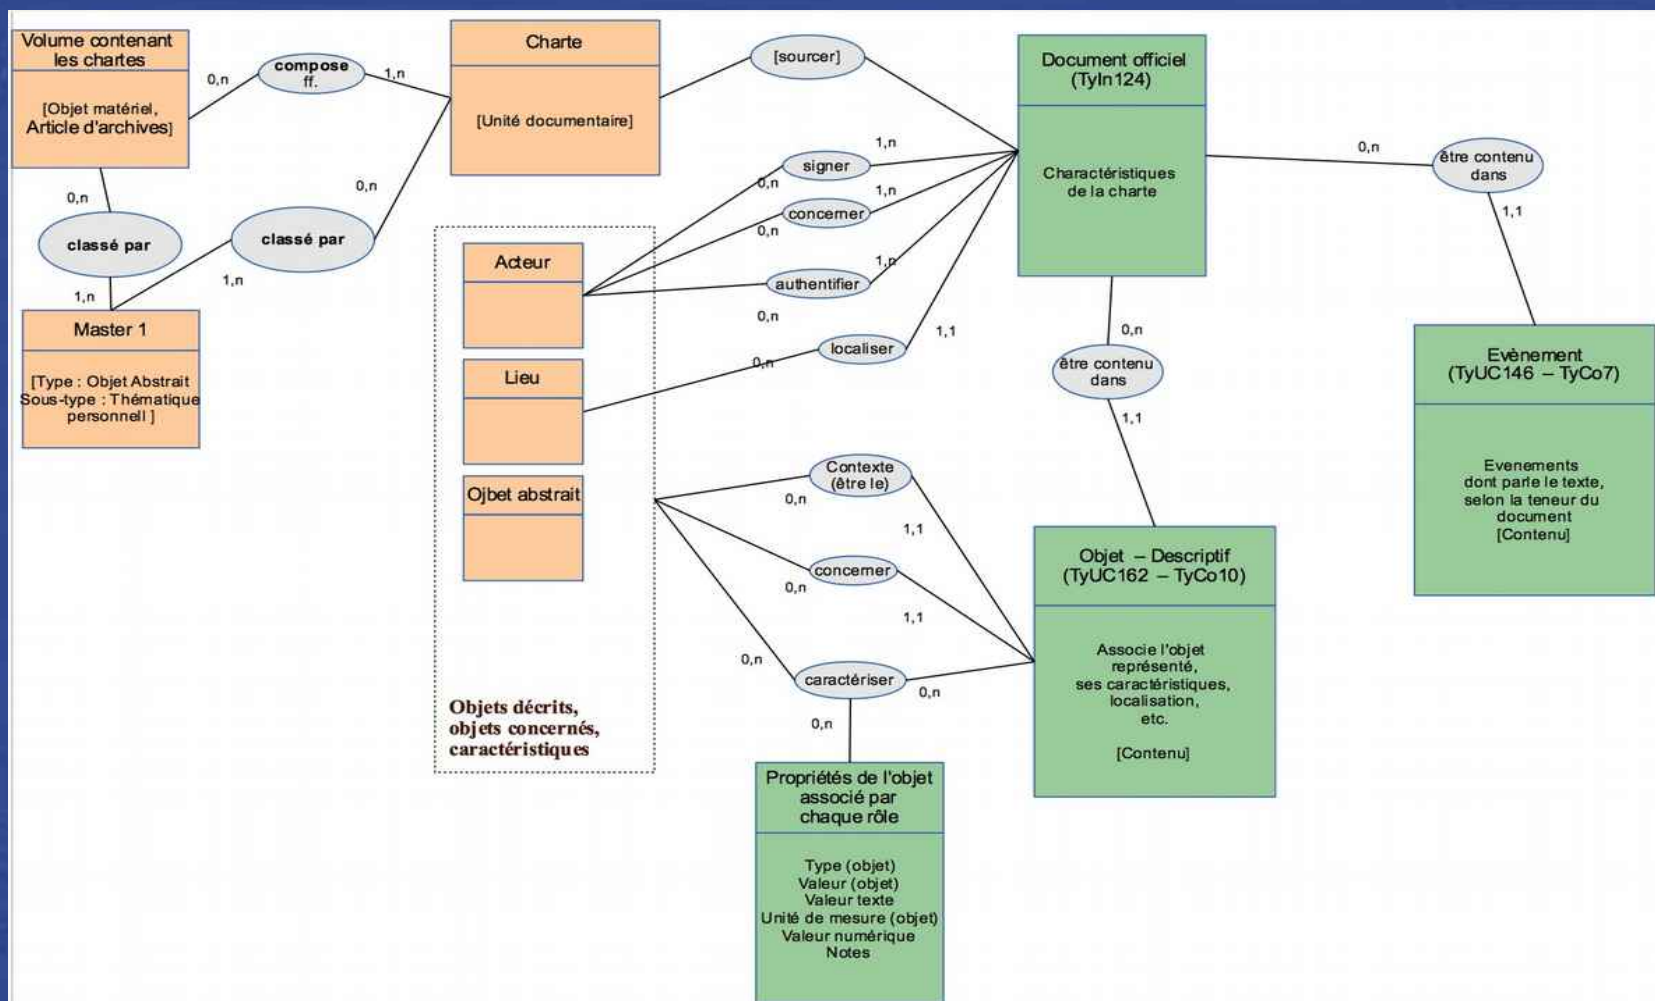 Volume contenant
les chartes
[Objet matériel,
Article d'archives]
0,n
compose
ff.
1,n
Charte
[Unité documentaire]
[sourcer]
Document officiel
(TyIn124)
Charactéristiques
de la charte
0,n
être contenu
dans
1,1
0,n
classé par
1,n
0,n
classé par
1,n
Master 1
[Type : Objet Abstrait
Sous-type : Thématique
personnell ]
signer
1,n
0,n
concerner
1,n
0,n
authentifier
1,n
0,n
localiser
1,1
0,n
Acteur
Lieu
Ojbet abstrait
Objets décrits,
objets concernés,
caractéristiques
0,n
être contenu
dans
1,1
Evènement
(TyUC146 – TyCo7)
Evenements
dont parle le texte,
selon la teneur du
document
[Contenu]
Contexte
(être le)
0,n
1,1
concerner
0,n
1,1
0,n
caractériser
0,n
0,n
Objet – Descriptif
(TyUC162 – TyCo10)
Associe l'objet
représenté,
ses caractéristiques,
localisation,
etc.
[Contenu]
Propriétés de l'objet
associé par
chaque rôle
Type (objet)
Valeur (objet)
Valeur texte
Unité de mesure (objet)
Valeur numérique
Notes